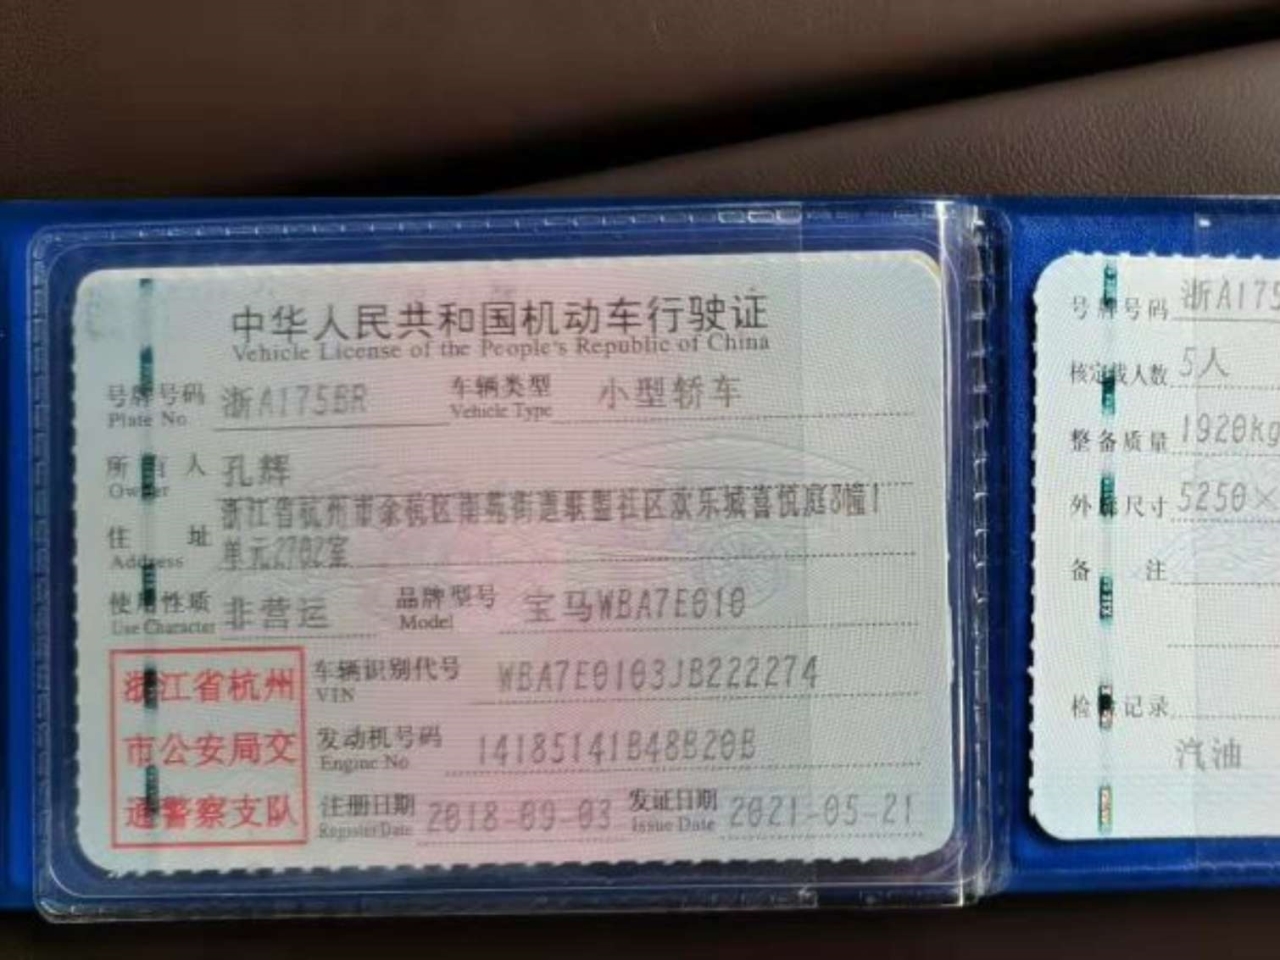 中华人民共和国机动车行驶证
Vehicle License of the People's Republic of China
号牌号码 浙A175BR 车辆类型 小型轿车
Plate No Vehicle Type
所有人 孔辉
Owner
住址 浙江省杭州市余杭区南苑街道联盟社区欢乐城喜悦庭8幢1
Address 单元2702室
使用性质 非营运 品牌型号 宝马WBA7E010
Use Character Model
浙江省杭州
市公安局交
通警察支队
车辆识别代号 WBA7E0103JB222274
VIN
发动机号码 14185141B48B20B
Engine No
注册日期 2018-09-03 发证日期 2021-05-21
Register Date Issue Date
号牌号码 浙A175
核定载人数 5人
整备质量 1920kg
外廓尺寸 5250×
备注
检验记录
汽油